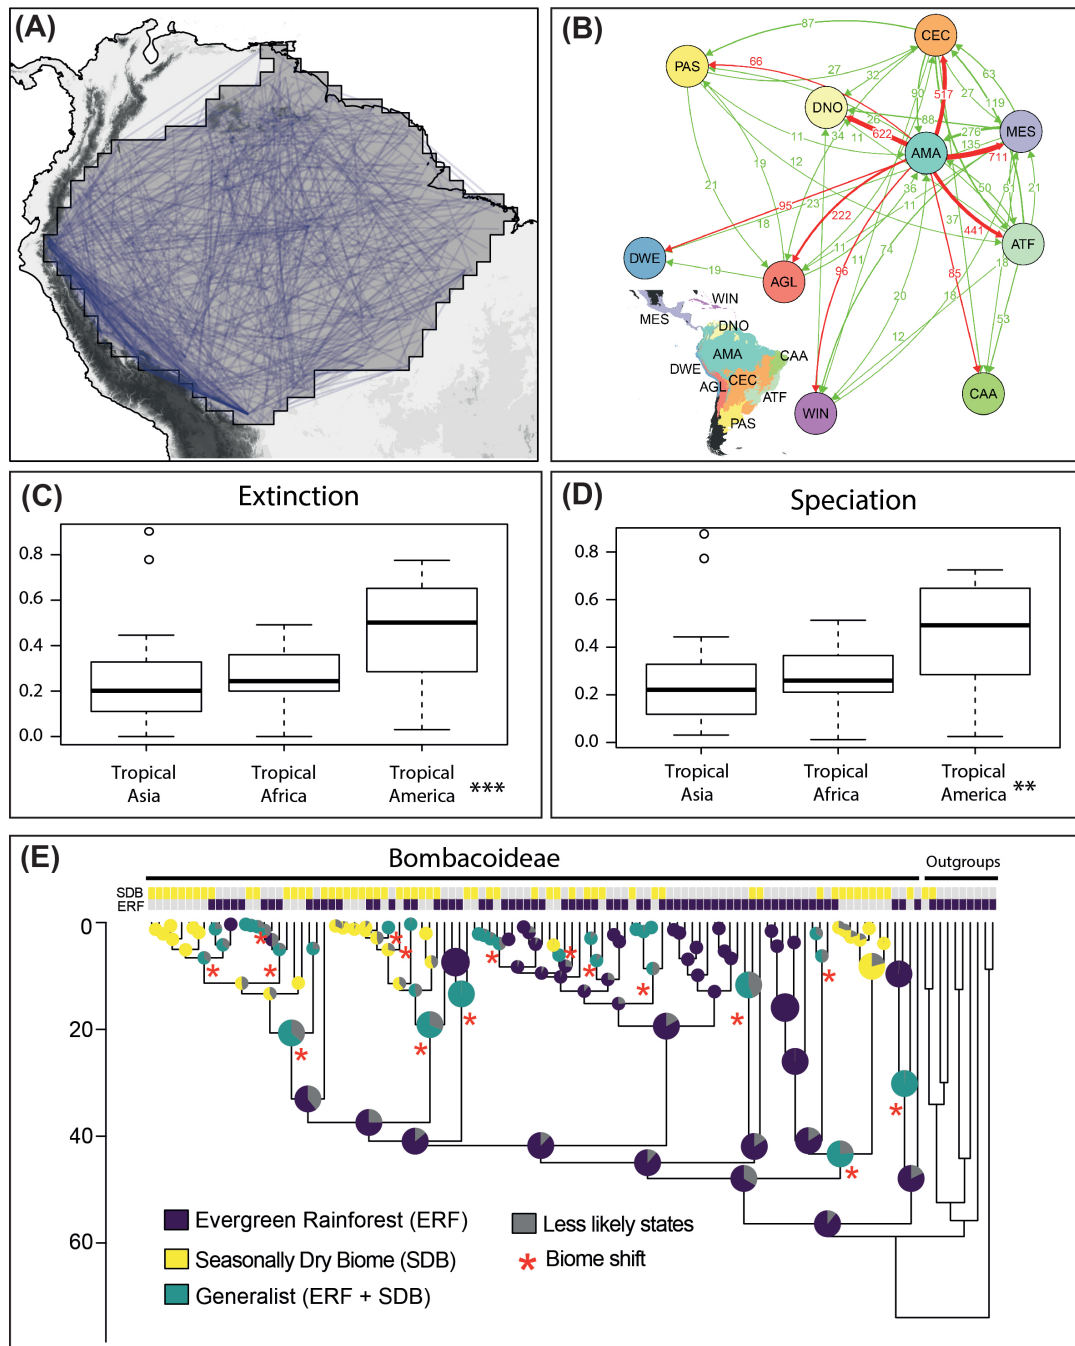 (A)
(B)
CEC
87
PAS
66
27
32
63
DNO
90
517
27
119
26
88
276
MES
622
34
11
11
135
711
AMA
19
12
36
50
61
21
21
11
95
23
222
18
37
441
ATF
DWE
19
AGL
11
11
74
96
85
18
20
18
53
12
WIN
CAA
WIN
MES
DNO
AMA
CAA
DWE
CEC
AGL
ATF
PAS
(C)
Extinction
0.8
0.6
0.4
0.2
0.0
Tropical Tropical Tropical
Asia Africa America ***
(D)
Speciation
0.8
0.6
0.4
0.2
0.0
Tropical Tropical Tropical
Asia Africa America **
(E)
Bombacoideae
Outgroups
SDB
ERF
0
20
40
60
Evergreen Rainforest (ERF)
Seasonally Dry Biome (SDB)
Generalist (ERF + SDB)
Less likely states
* Biome shift